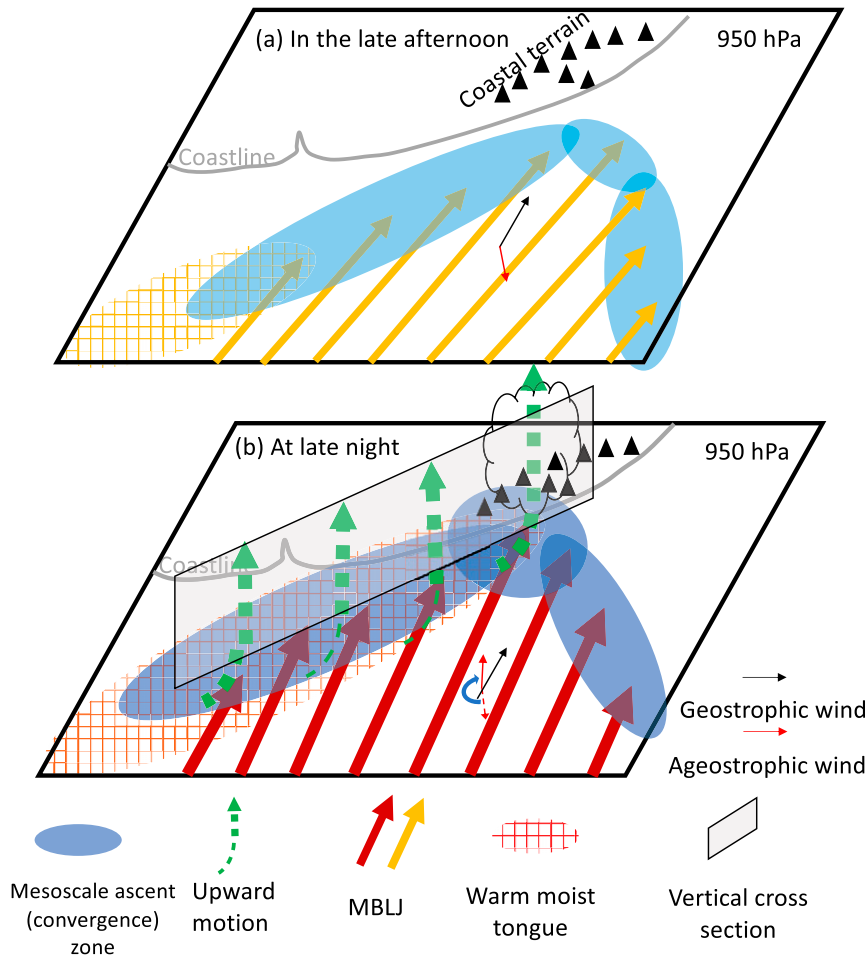 (a) In the late afternoon
950 hPa
Coastal terrain
Coastline
(b) At late night
950 hPa
Coastline
Geostrophic wind
Ageostrophic wind
Mesoscale ascent
(convergence)
zone
Upward
motion
MBLJ
Warm moist
tongue
Vertical cross
section